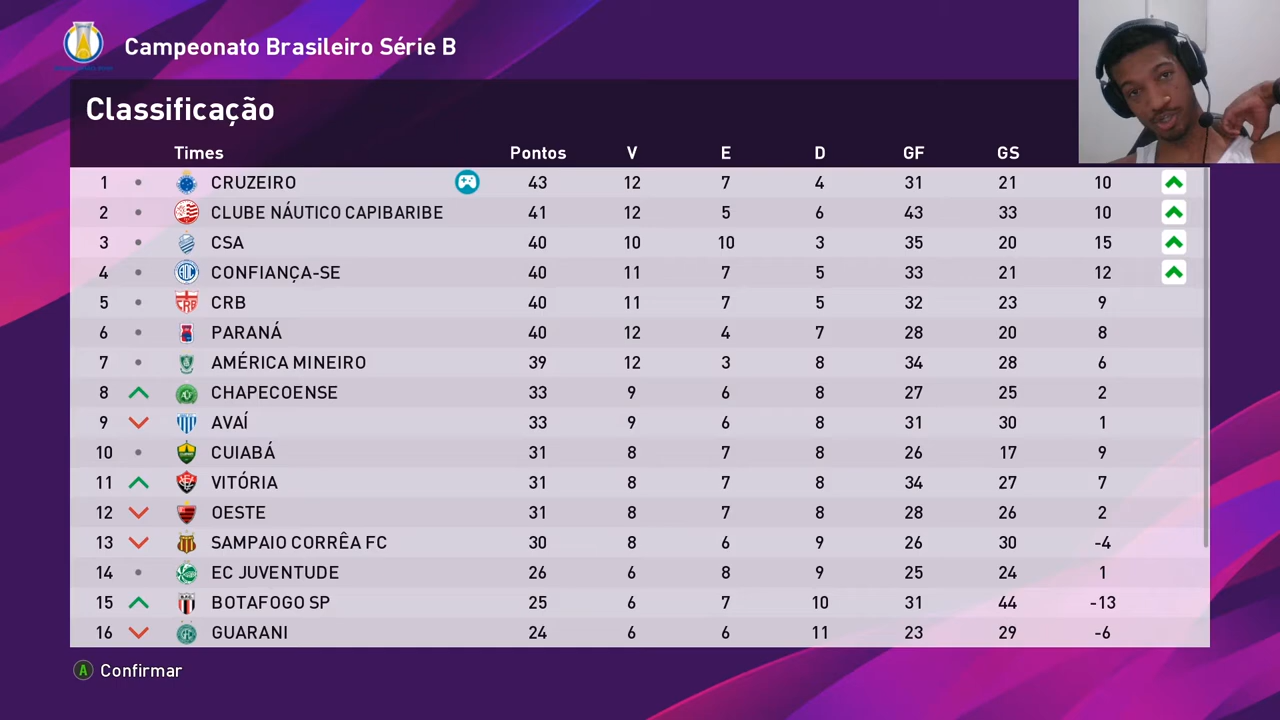 Campeonato Brasileiro Série B
Classificação
Times Pontos V E D GF GS
1 CRUZEIRO 43 12 7 4 31 21 10
2 CLUBE NÁUTICO CAPIBARIBE 41 12 5 6 43 33 10
3 CSA 40 10 10 3 35 20 15
4 CONFIANÇA-SE 40 11 7 5 33 21 12
5 CRB 40 11 7 5 32 23 9
6 PARANÁ 40 12 4 7 28 20 8
7 AMÉRICA MINEIRO 39 12 3 8 34 28 6
8 CHAPECOENSE 33 9 6 8 27 25 2
9 AVAÍ 33 9 6 8 31 30 1
10 CUIABÁ 31 8 7 8 26 17 9
11 VITÓRIA 31 8 7 8 34 27 7
12 OESTE 31 8 7 8 28 26 2
13 SAMPAIO CORRÊA FC 30 8 6 9 26 30 -4
14 EC JUVENTUDE 26 6 8 9 25 24 1
15 BOTAFOGO SP 25 6 7 10 31 44 -13
16 GUARANI 24 6 6 11 23 29 -6
A Confirmar